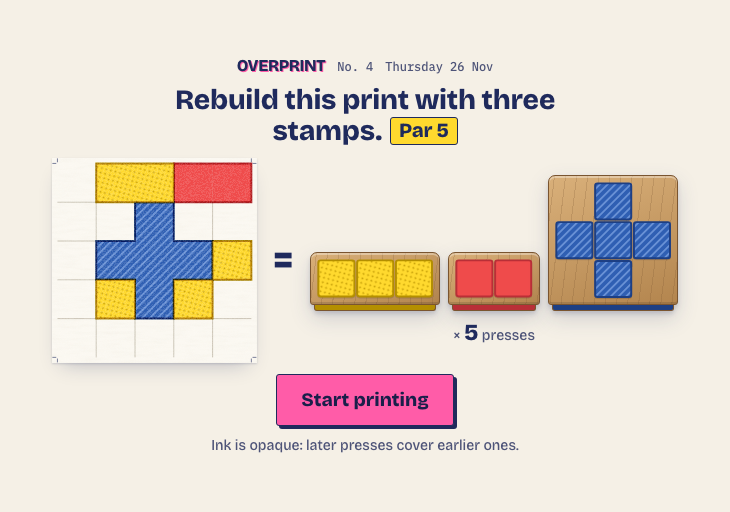 OVERPRINT No. 4 Thursday 26 Nov
Rebuild this print with three
stamps. Par 5
=
× 5 presses
Start printing
Ink is opaque: later presses cover earlier ones.